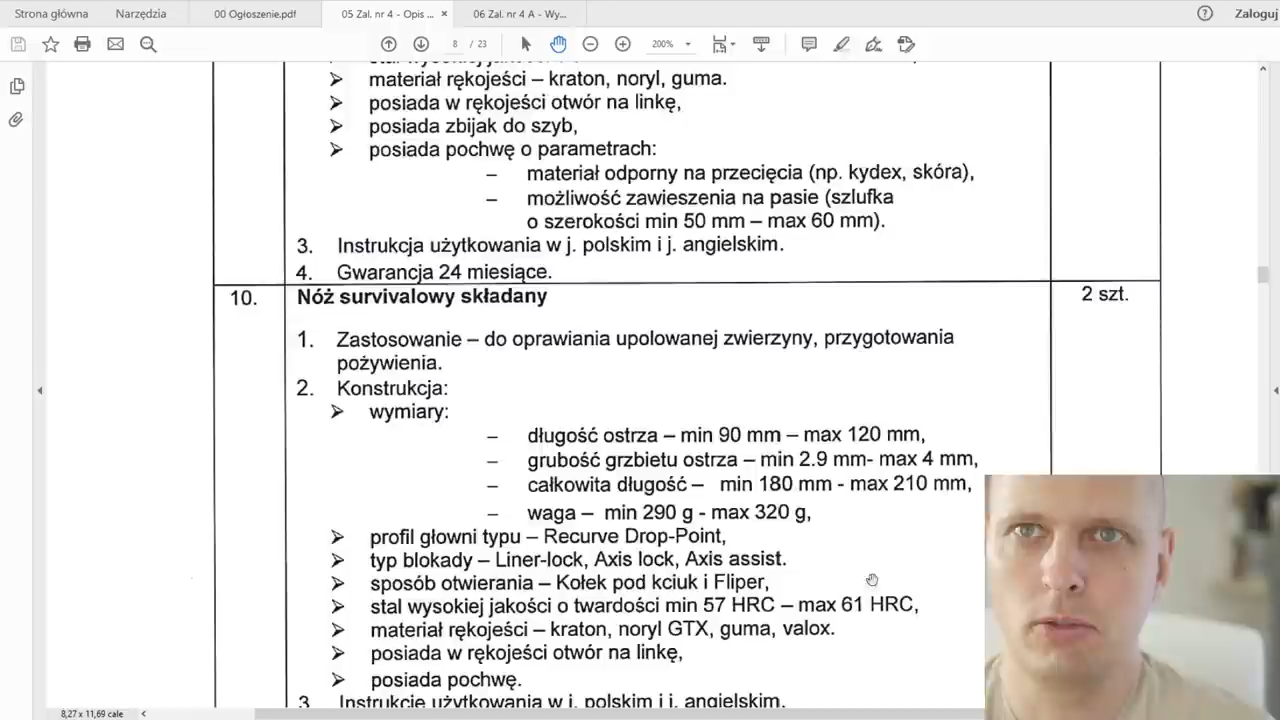 Strona główna
Narzędzia
00 Ogłoszenie.pdf
05 Zal. nr 4 - Opis ... ×
06 Zal. nr 4 A - Wy...
Zaloguj
8 / 23
200%
➢ materiał rękojeści – kraton, noryl, guma.
➢ posiada w rękojeści otwór na linkę,
➢ posiada zbijak do szyb,
➢ posiada pochwę o parametrach:
– materiał odporny na przecięcia (np. kydex, skóra),
– możliwość zawieszenia na pasie (szlufka
o szerokości min 50 mm – max 60 mm).
3. Instrukcja użytkowania w j. polskim i j. angielskim.
4. Gwarancja 24 miesiące.
10. Nóż survivalowy składany 2 szt.
1. Zastosowanie – do oprawiania upolowanej zwierzyny, przygotowania
pożywienia.
2. Konstrukcja:
➢ wymiary:
– długość ostrza – min 90 mm – max 120 mm,
– grubość grzbietu ostrza – min 2.9 mm- max 4 mm,
– całkowita długość – min 180 mm - max 210 mm,
– waga – min 290 g - max 320 g,
➢ profil głowni typu – Recurve Drop-Point,
➢ typ blokady – Liner-lock, Axis lock, Axis assist.
➢ sposób otwierania – Kołek pod kciuk i Fliper,
➢ stal wysokiej jakości o twardości min 57 HRC – max 61 HRC,
➢ materiał rękojeści – kraton, noryl GTX, guma, valox.
➢ posiada w rękojeści otwór na linkę,
➢ posiada pochwę.
3. Instrukcje użytkowania w j. polskim i j. angielskim.
8,27 x 11,69 cale